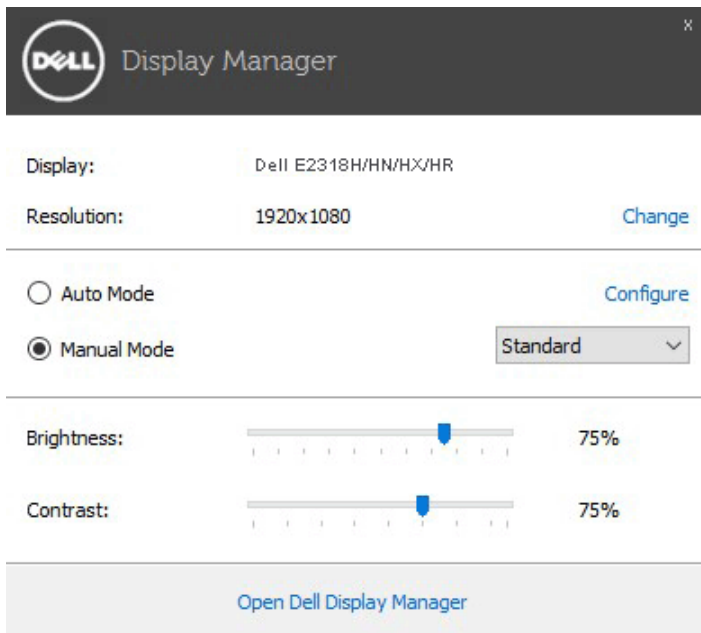 DELL Display Manager x
Display: Dell E2318H/HN/HX/HR
Resolution: 1920x1080 Change
Auto Mode Configure
Manual Mode Standard
Brightness: 75%
Contrast: 75%
Open Dell Display Manager